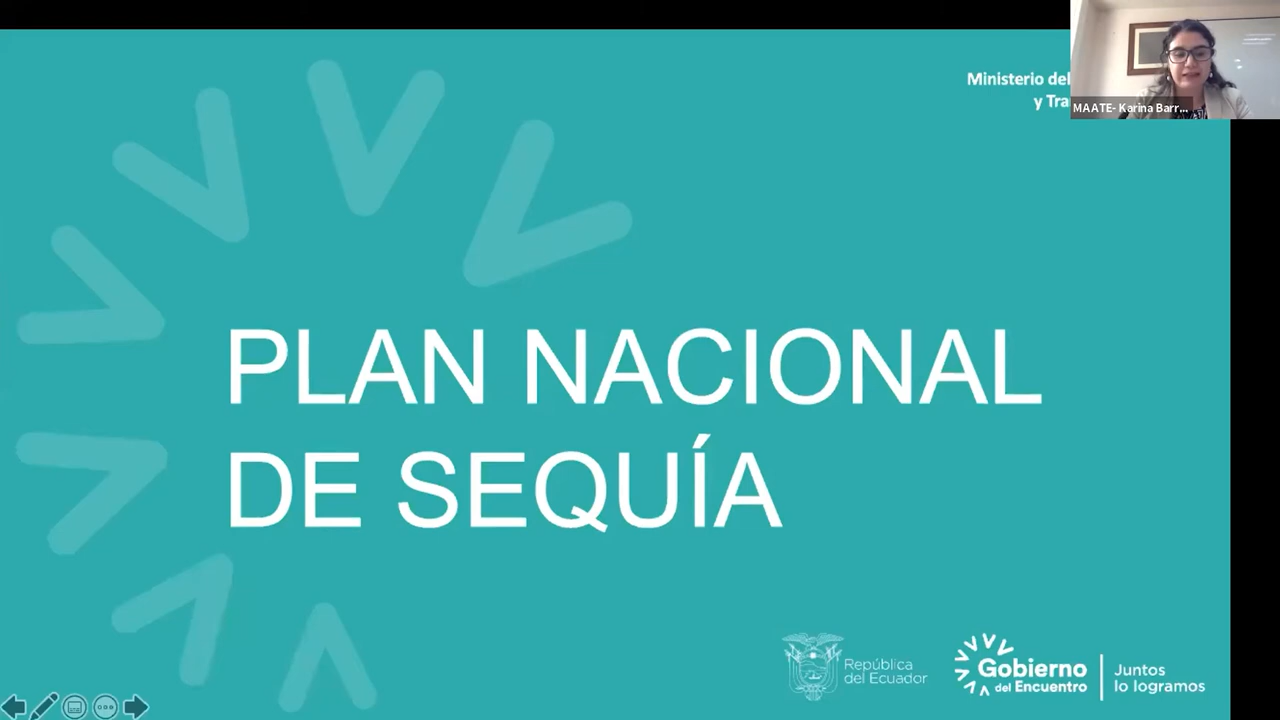 Ministerio del
y Tra
MAATE- Karina Barr...
PLAN NACIONAL
DE SEQUÍA
República
del Ecuador
Gobierno
del Encuentro
Juntos
lo logramos